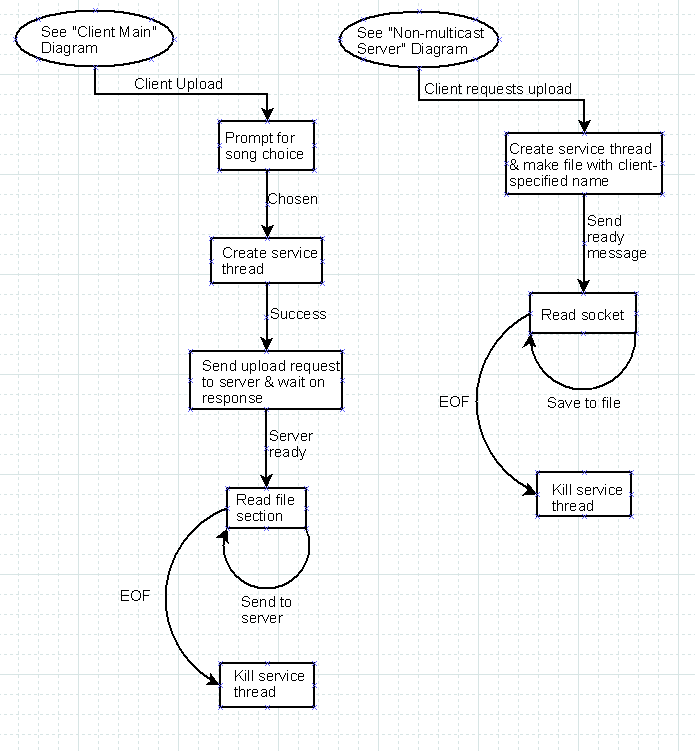 See "Client Main"
Diagram
Client Upload
Prompt for
song choice
Chosen
Create service
thread
Success
Send upload request
to server & wait on
response
Server
ready
Read file
section
EOF
Send to
server
Kill service
thread
See "Non-multicast
Server" Diagram
Client requests upload
Create service thread
& make file with client-
specified name
Send
ready
message
Read socket
EOF
Save to file
Kill service
thread